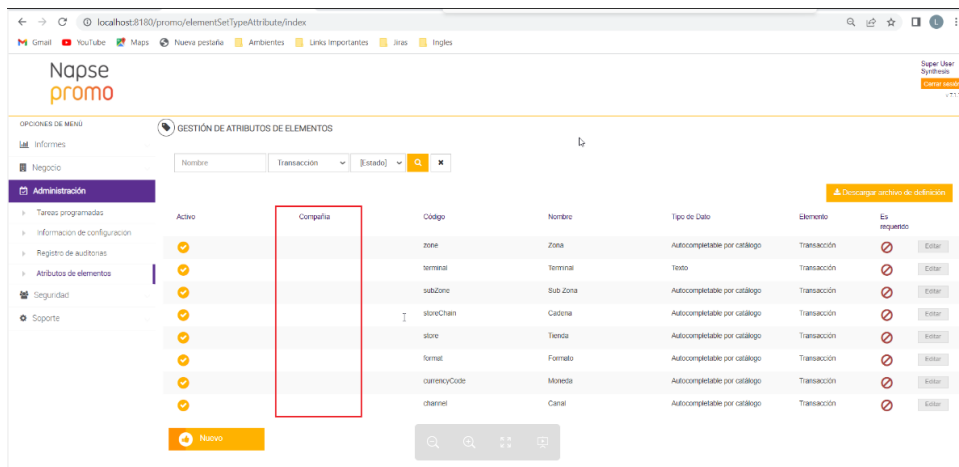 localhost:8180/promo/elementSetTypeAttribute/index
L
Gmail YouTube Maps Nueva pestaña Ambientes Links Importantes Jiras Ingles
Napse
promo
Super User
Synthesis
Cerrar sesión
OPCIONES DE MENÚ
GESTIÓN DE ATRIBUTOS DE ELEMENTOS
Informes
Nombre Transacción [Estado]
Negocio
Administración
Descargar archivo de definición
Tareas programadas
Información de configuracion
Registro de auditorias
Atributos de elementos
Seguridad
Soporte
Activo Compañia Código Nombre Tipo de Dato Elemento Es requerido
zone Zona Autocompletable por catálogo Transacción Editar
terminal Terminal Texto Transacción Editar
subZone Sub Zona Autocompletable por catálogo Transacción Editar
storeChain Cadena Autocompletable por catálogo Transacción Editar
store Tienda Autocompletable por catálogo Transacción Editar
format Formato Autocompletable por catálogo Transacción Editar
currencyCode Moneda Autocompletable por catálogo Transacción Editar
channel Canal Autocompletable por catálogo Transacción Editar
Nuevo